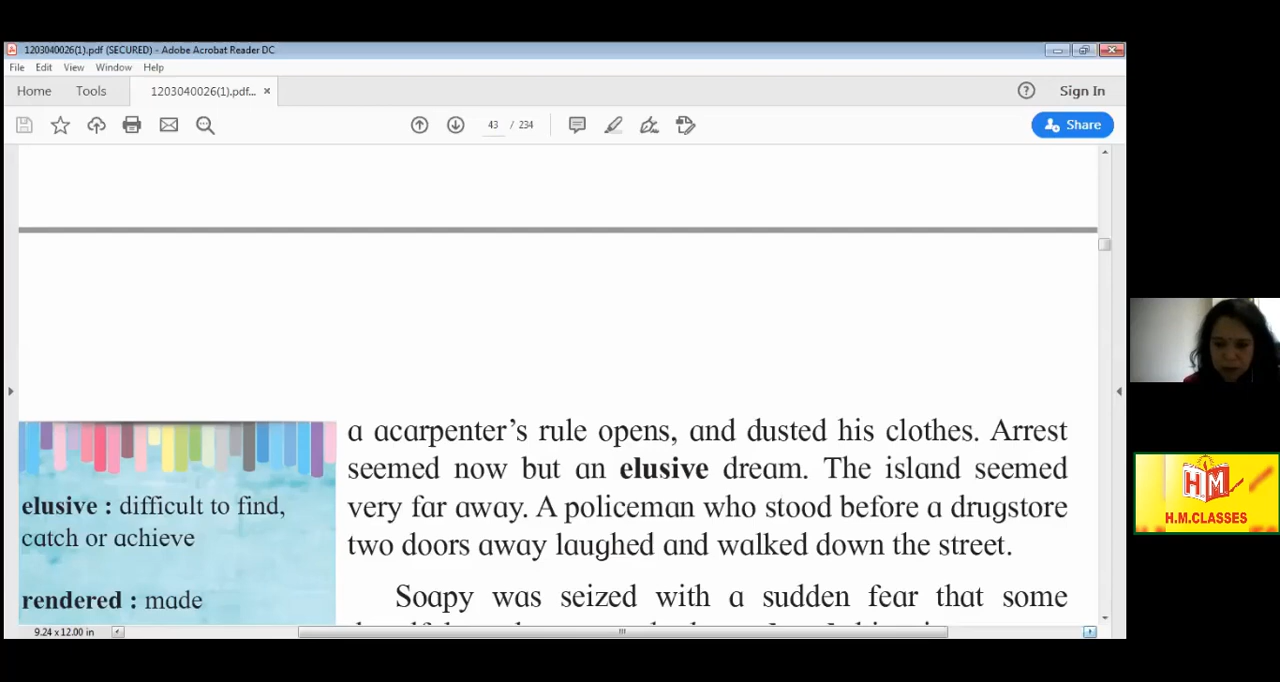 1203040026(1).pdf (SECURED) - Adobe Acrobat Reader DC
File Edit View Window Help
Home Tools 1203040026(1).pdf... × Sign In
43 / 234 Share
a acarpenter's rule opens, and dusted his clothes. Arrest
seemed now but an elusive dream. The island seemed
very far away. A policeman who stood before a drugstore
two doors away laughed and walked down the street.
Soapy was seized with a sudden fear that some
elusive : difficult to find,
catch or achieve
rendered : made
9.24 x 12.00 in
HM
H.M.CLASSES